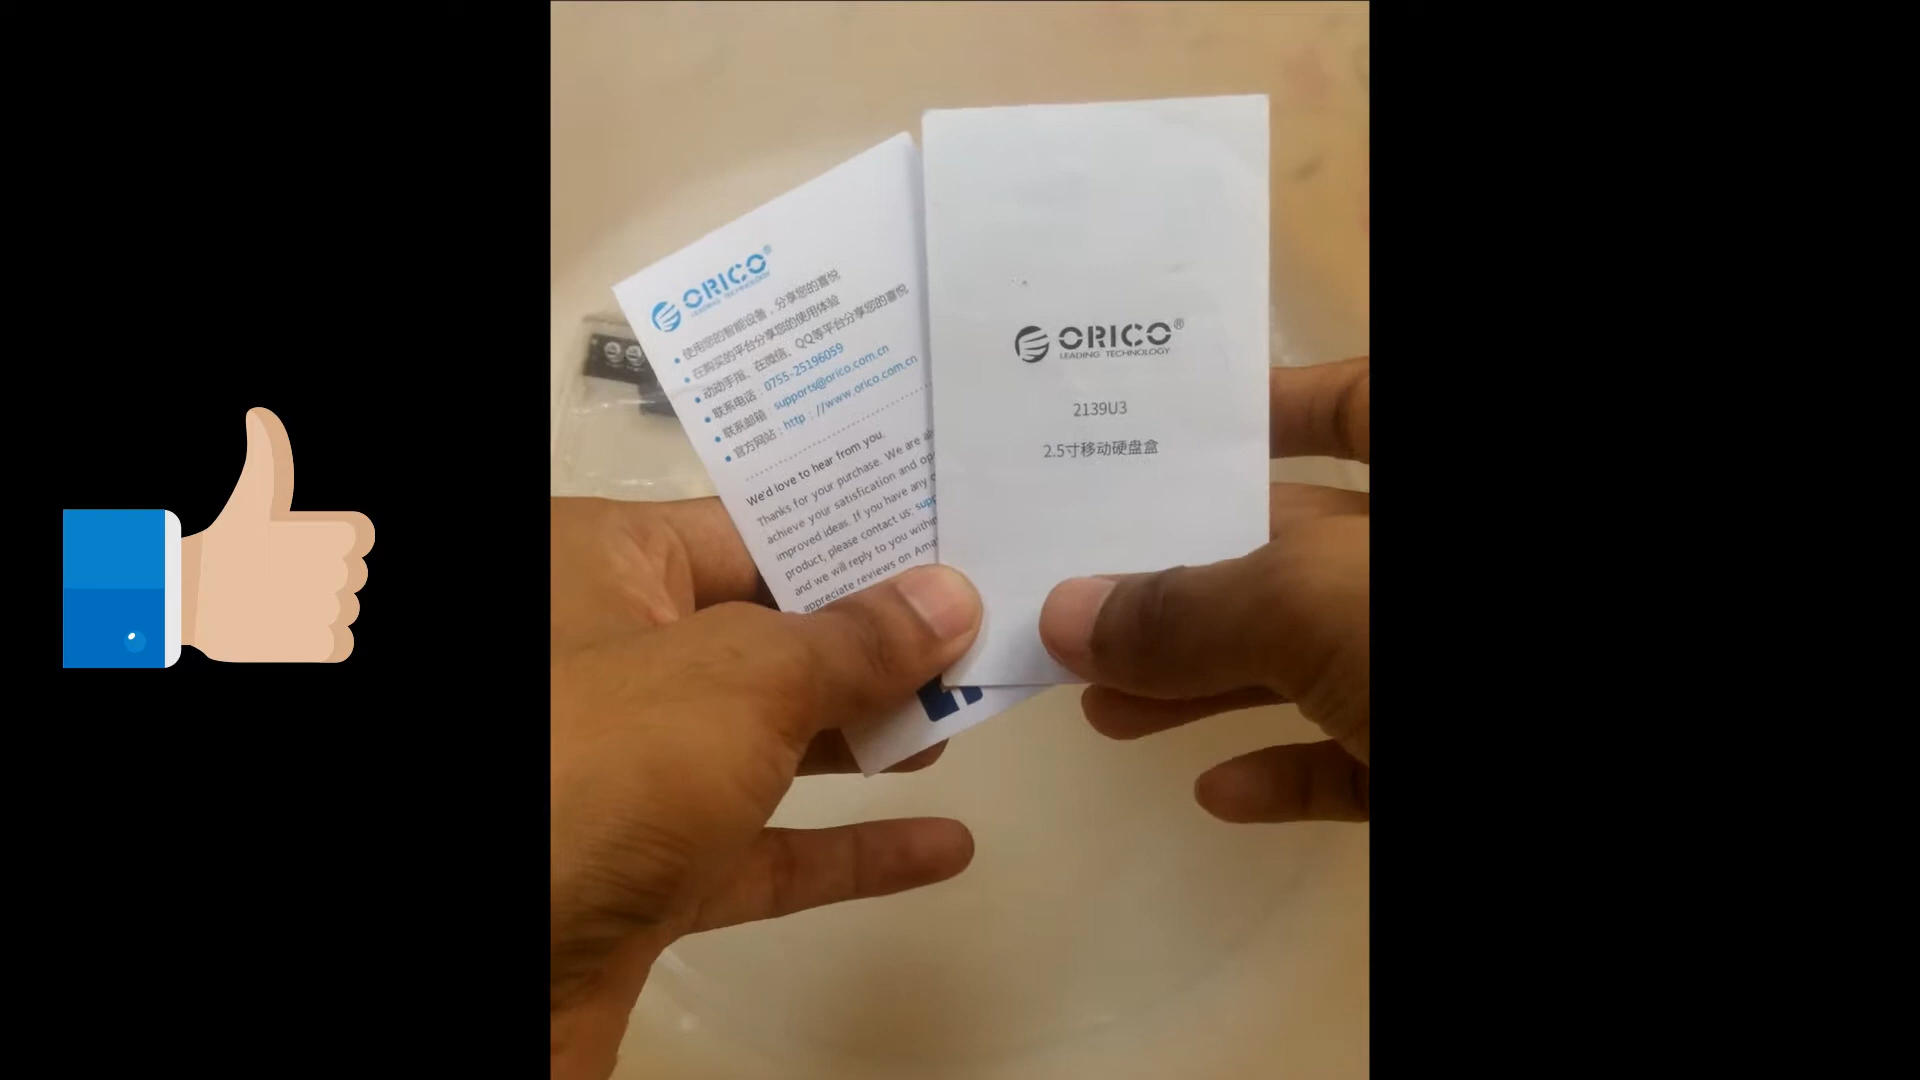 ORICO®
LEADING TECHNOLOGY
使用您的智能设备，分享您的喜悦
在购买的平台分享您的使用体验
动动手指、在微信、QQ等平台分享您的喜悦
联系电话：0755-25196059
联系邮箱：supports@orico.com.cn
官方网站：http：//www.orico.com.cn
We'd love to hear from you.
Thanks for your purchase. We are
achieve your satisfication and
improved ideas. If you have any
product, please contact us:
and we will reply to you within
appreciate reviews on
ORICO®
LEADING TECHNOLOGY
2139U3
2.5寸移动硬盘盒